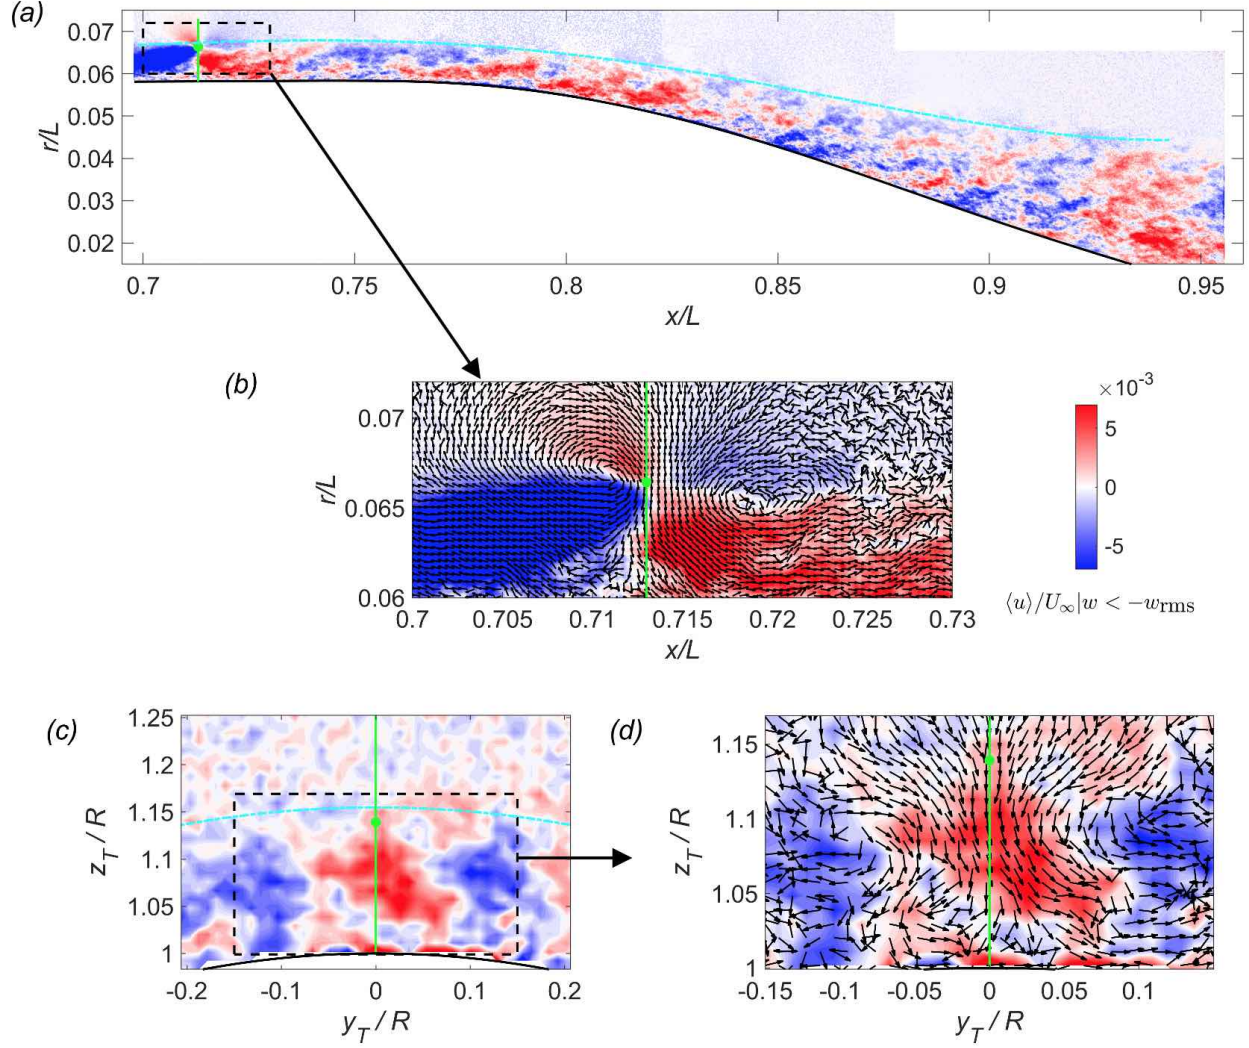 (a)
0.07
0.06
0.05
0.04
0.03
0.02
r/L
0.7 0.75 0.8 0.85 0.9 0.95
x/L
(b)
0.07
0.065
0.06
r/L
0.7 0.705 0.71 0.715 0.72 0.725 0.73
x/L
×10⁻³
5
0
-5
⟨u⟩/U∞|w < −wrms
(c)
1.25
1.2
1.15
1.1
1.05
1
z_T / R
-0.2 -0.1 0 0.1 0.2
y_T / R
(d)
1.15
1.1
1.05
1
z_T / R
-0.15 -0.1 -0.05 0 0.05 0.1
y_T / R